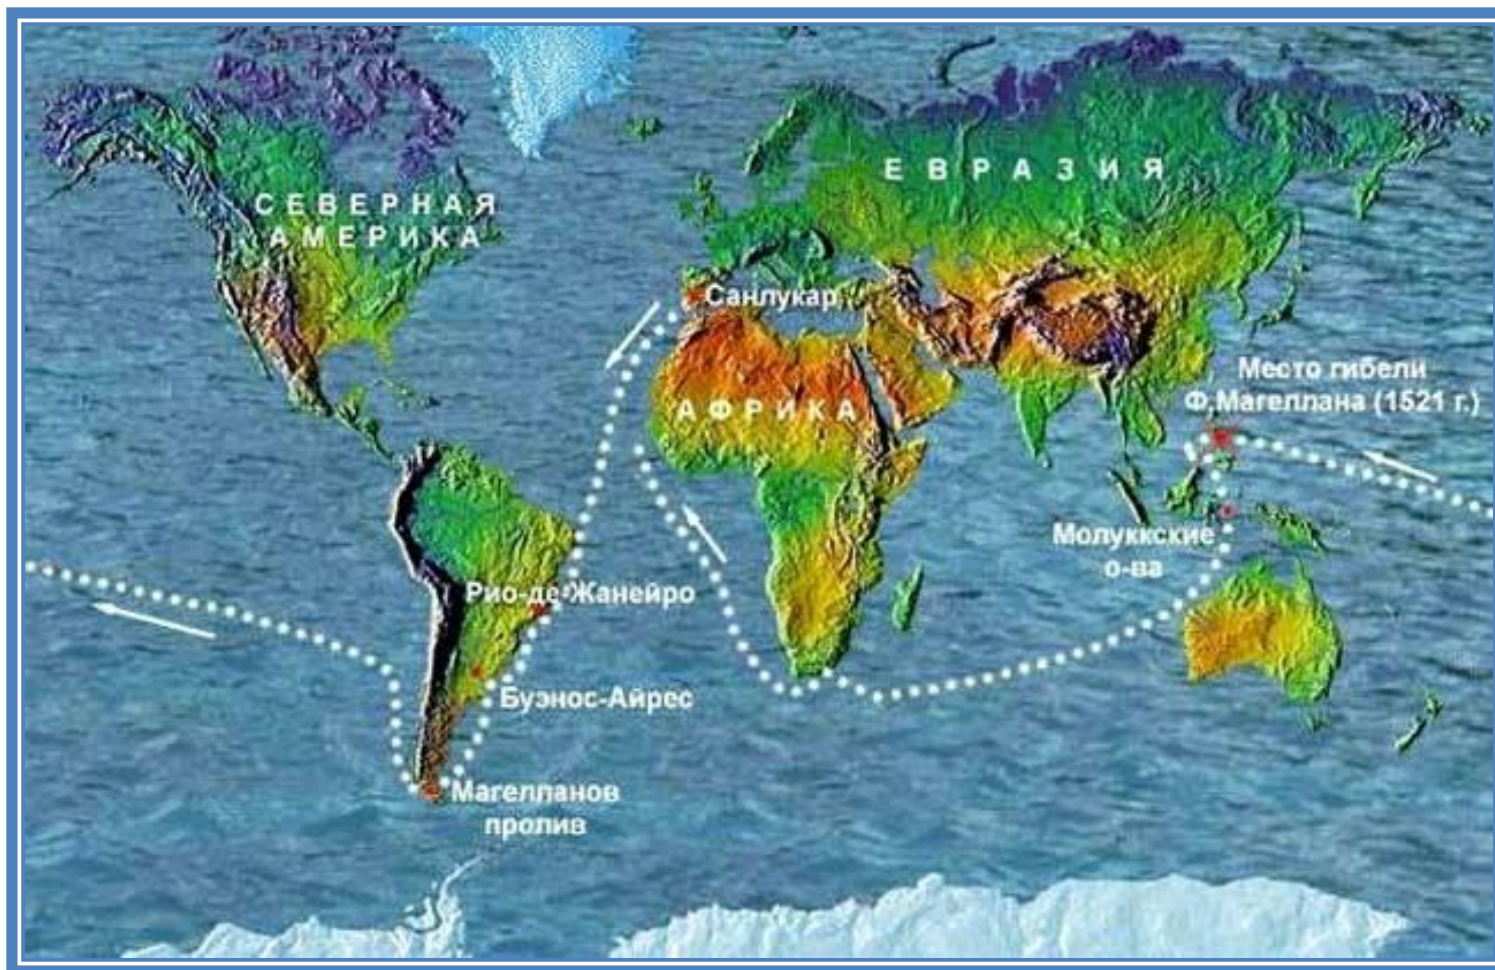 ЕВРАЗИЯ
СЕВЕРНАЯ
АМЕРИКА
Санлукар
Место гибели
Ф.Магеллана (1521 г.)
АФРИКА
Молуккские
о-ва
Рио-де-Жанейро
Буэнос-Айрес
Магелланов
пролив